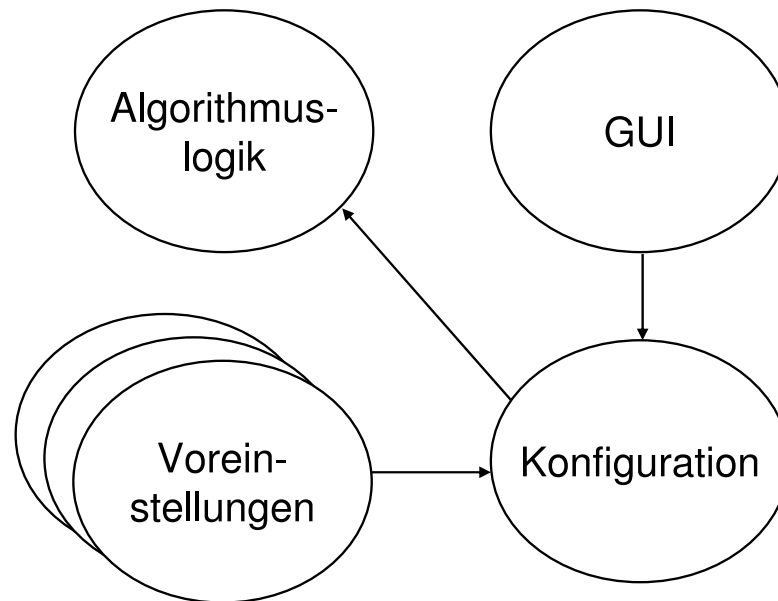 Algorithmus-
logik
GUI
Vorein-
stellungen
Konfiguration